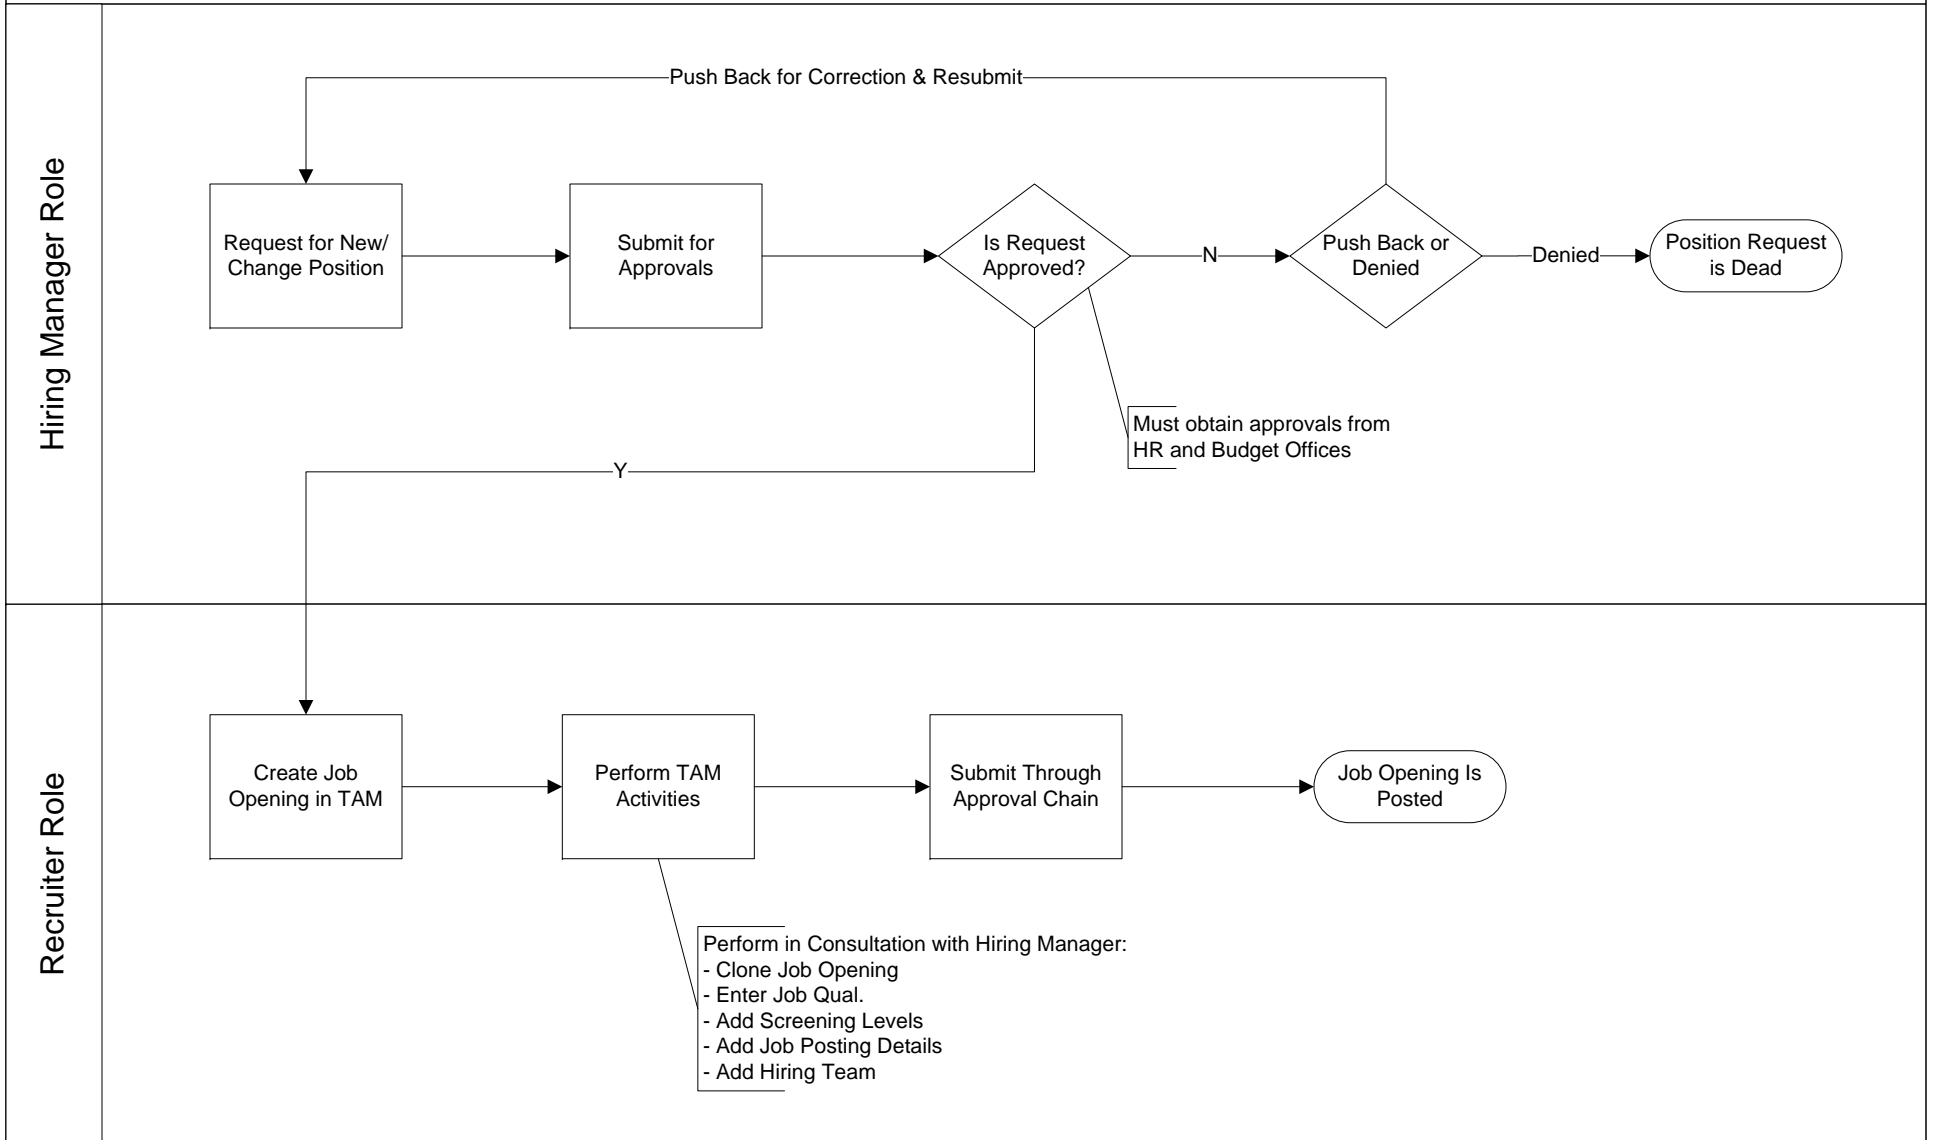 Hiring Manager Role
Push Back for Correction & Resubmit
Request for New/
Change Position
Submit for
Approvals
Is Request
Approved?
N
Push Back or
Denied
Denied
Position Request
is Dead
Must obtain approvals from
HR and Budget Offices
Y
Recruiter Role
Create Job
Opening in TAM
Perform TAM
Activities
Submit Through
Approval Chain
Job Opening Is
Posted
Perform in Consultation with Hiring Manager:
- Clone Job Opening
- Enter Job Qual.
- Add Screening Levels
- Add Job Posting Details
- Add Hiring Team